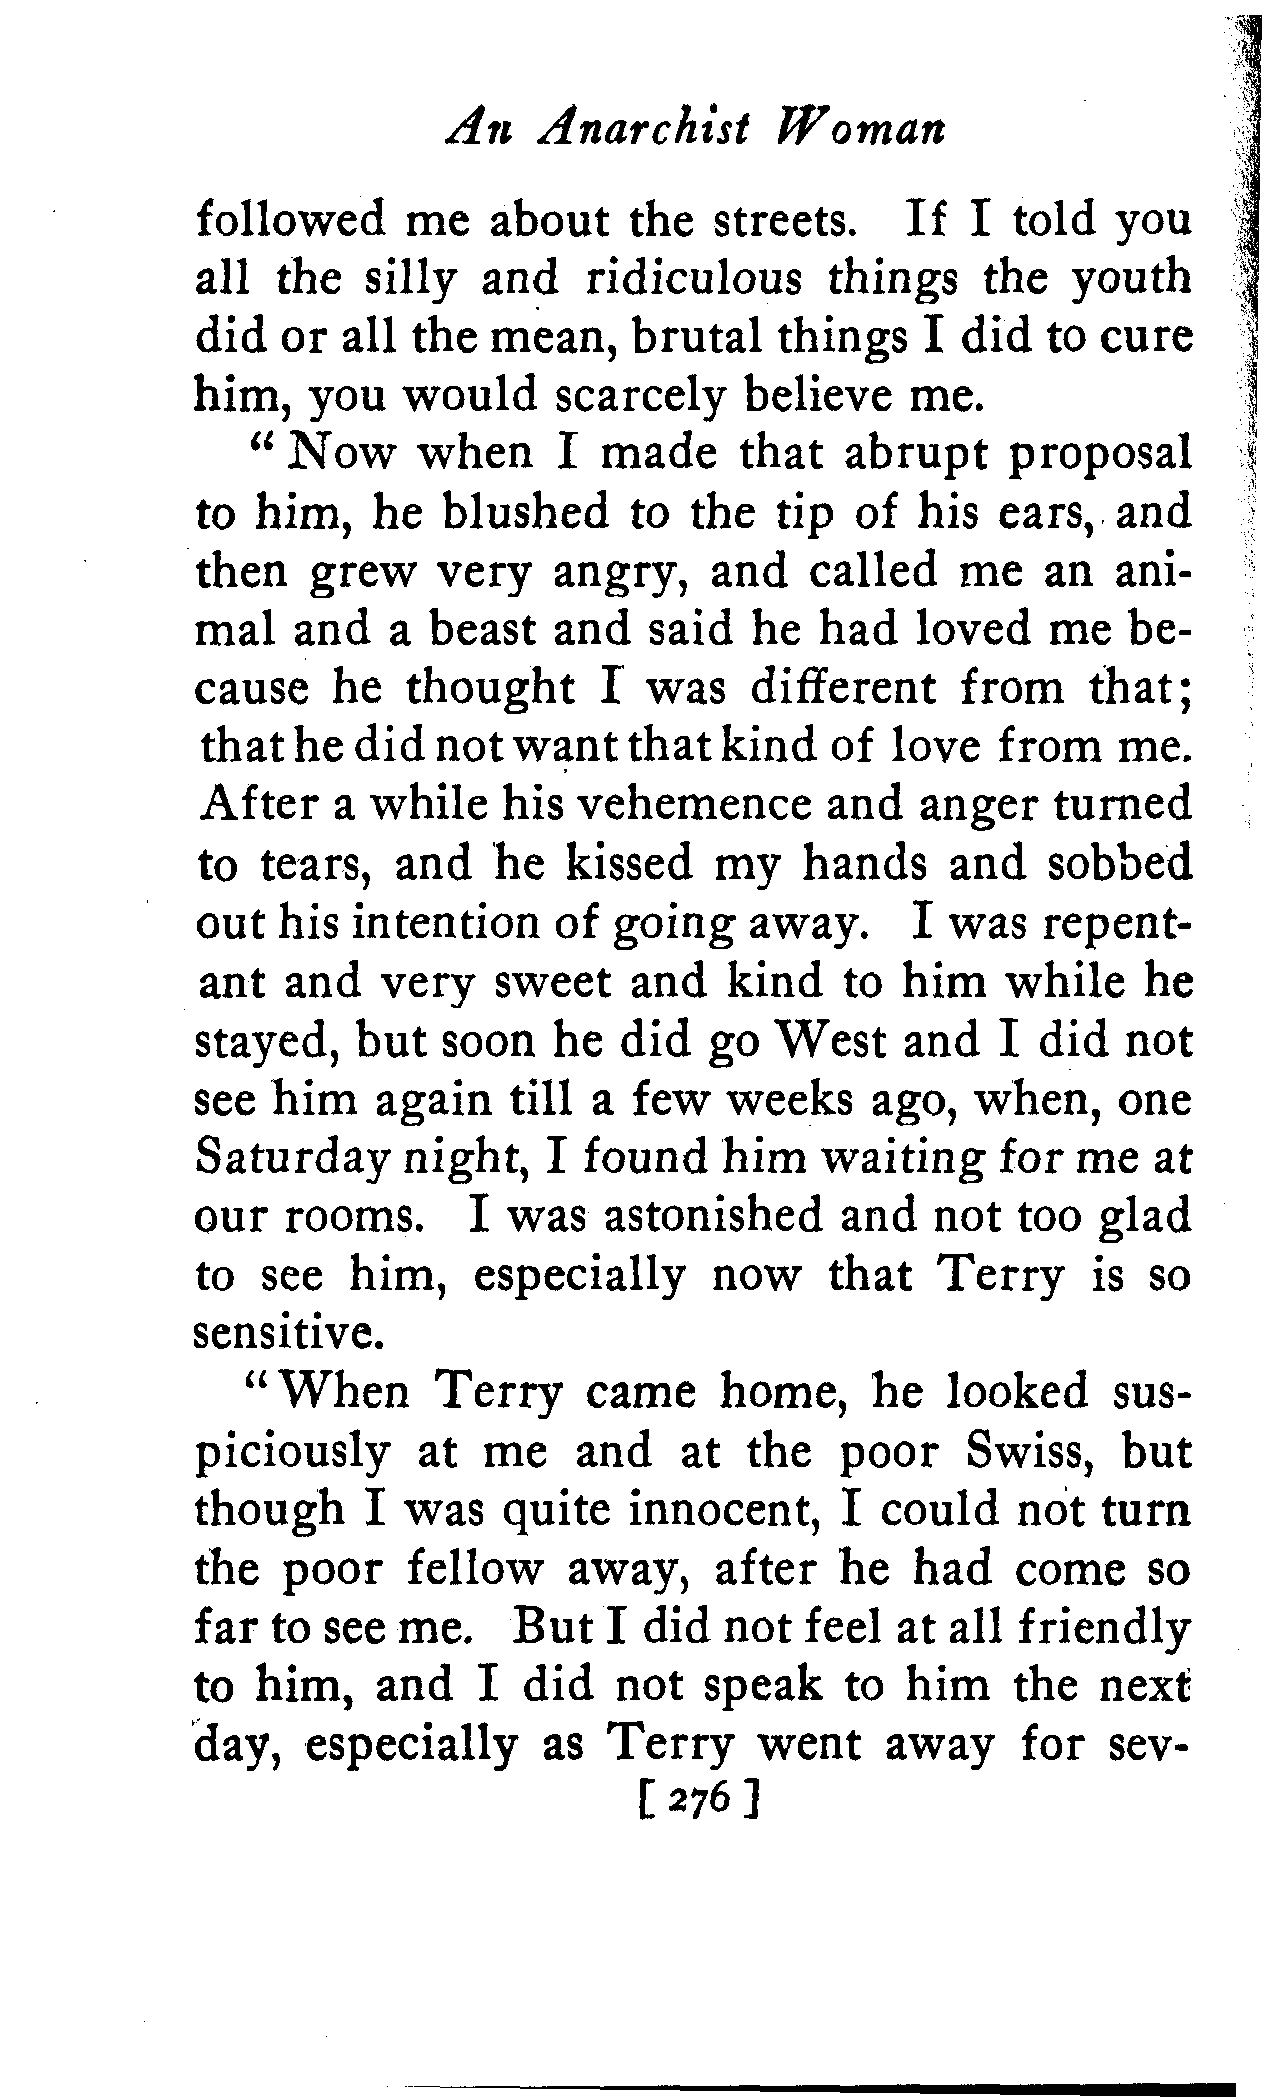 An Anarchist Woman
followed me about the streets. If I told you
all the silly and ridiculous things the youth
did or all the mean, brutal things I did to cure
him, you would scarcely believe me.
“Now when I made that abrupt proposal
to him, he blushed to the tip of his ears, and
then grew very angry, and called me an ani-
mal and a beast and said he had loved me be-
cause he thought I was different from that;
that he did not want that kind of love from me.
After a while his vehemence and anger turned
to tears, and he kissed my hands and sobbed
out his intention of going away. I was repent-
ant and very sweet and kind to him while he
stayed, but soon he did go West and I did not
see him again till a few weeks ago, when, one
Saturday night, I found him waiting for me at
our rooms. I was astonished and not too glad
to see him, especially now that Terry is so
sensitive.
“When Terry came home, he looked sus-
piciously at me and at the poor Swiss, but
though I was quite innocent, I could not turn
the poor fellow away, after he had come so
far to see me. But I did not feel at all friendly
to him, and I did not speak to him the next
day, especially as Terry went away for sev-
[276]